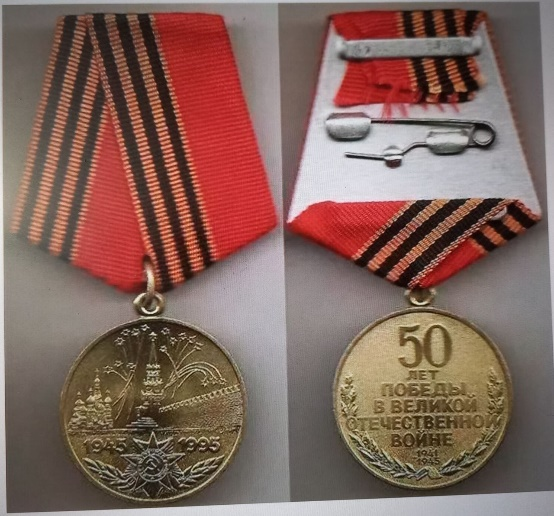 1945 1995
50
ЛЕТ
ПОБЕДЫ
В ВЕЛИКОЙ
ОТЕЧЕСТВЕННОЙ
ВОЙНЕ
1941
1945